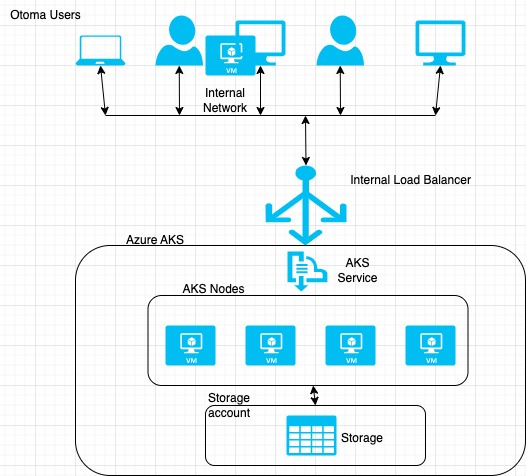 Otoma Users
VM
Internal
Network
Internal Load Balancer
Azure AKS
AKS
Service
AKS Nodes
VM
VM
VM
VM
Storage
account
Storage